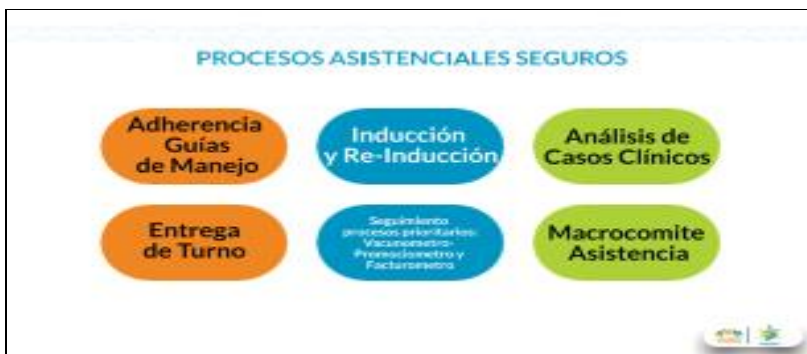 PROCESOS ASISTENCIALES SEGUROS
Adherencia
Guías
de Manejo
Inducción
y Re-Inducción
Análisis de
Casos Clínicos
Entrega
de Turno
Seguimiento
procesos prioritarios:
Vacunometro-
Promociometro y
Facturometro
Macrocomite
Asistencia